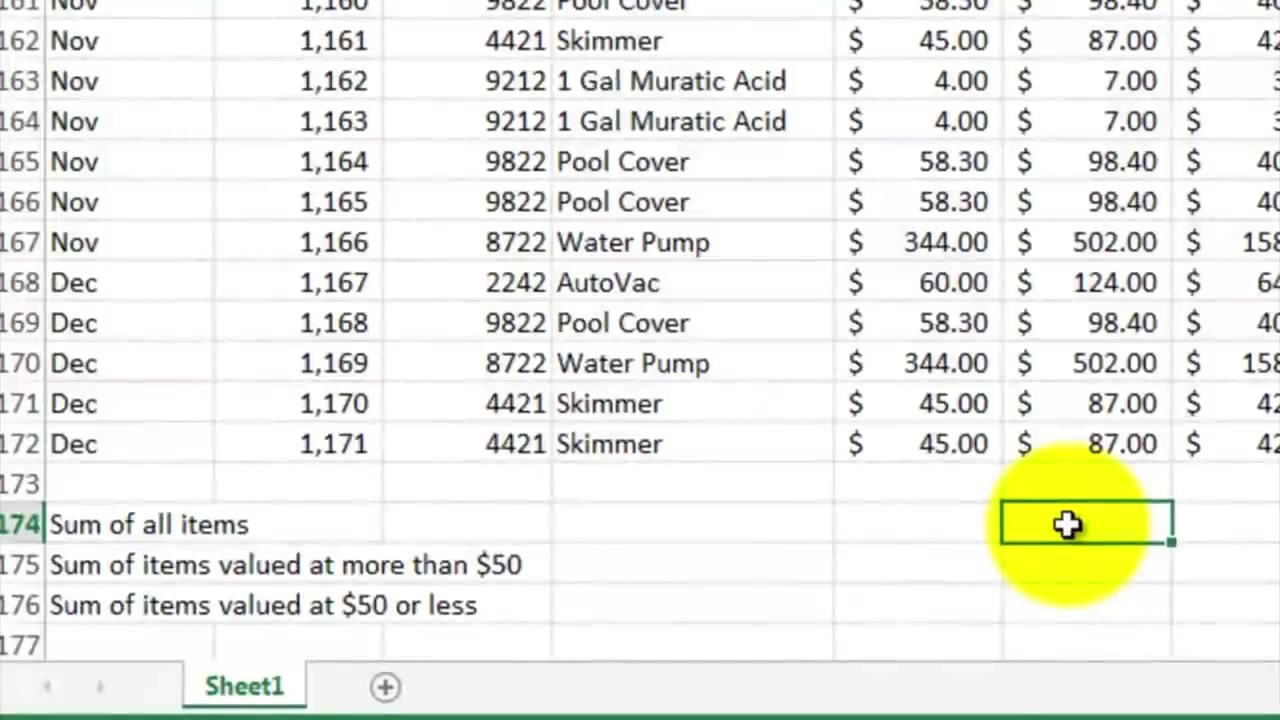 161 Nov 1,160 9822 Pool Cover $ 58.30 $ 98.40 $ 40
162 Nov 1,161 4421 Skimmer $ 45.00 $ 87.00 $ 42
163 Nov 1,162 9212 1 Gal Muratic Acid $ 4.00 $ 7.00 $ 3
164 Nov 1,163 9212 1 Gal Muratic Acid $ 4.00 $ 7.00 $ 3
165 Nov 1,164 9822 Pool Cover $ 58.30 $ 98.40 $ 40
166 Nov 1,165 9822 Pool Cover $ 58.30 $ 98.40 $ 40
167 Nov 1,166 8722 Water Pump $ 344.00 $ 502.00 $ 158
168 Dec 1,167 2242 AutoVac $ 60.00 $ 124.00 $ 64
169 Dec 1,168 9822 Pool Cover $ 58.30 $ 98.40 $ 40
170 Dec 1,169 8722 Water Pump $ 344.00 $ 502.00 $ 158
171 Dec 1,170 4421 Skimmer $ 45.00 $ 87.00 $ 42
172 Dec 1,171 4421 Skimmer $ 45.00 $ 87.00 $ 42
173
174 Sum of all items
175 Sum of items valued at more than $50
176 Sum of items valued at $50 or less
177
Sheet1